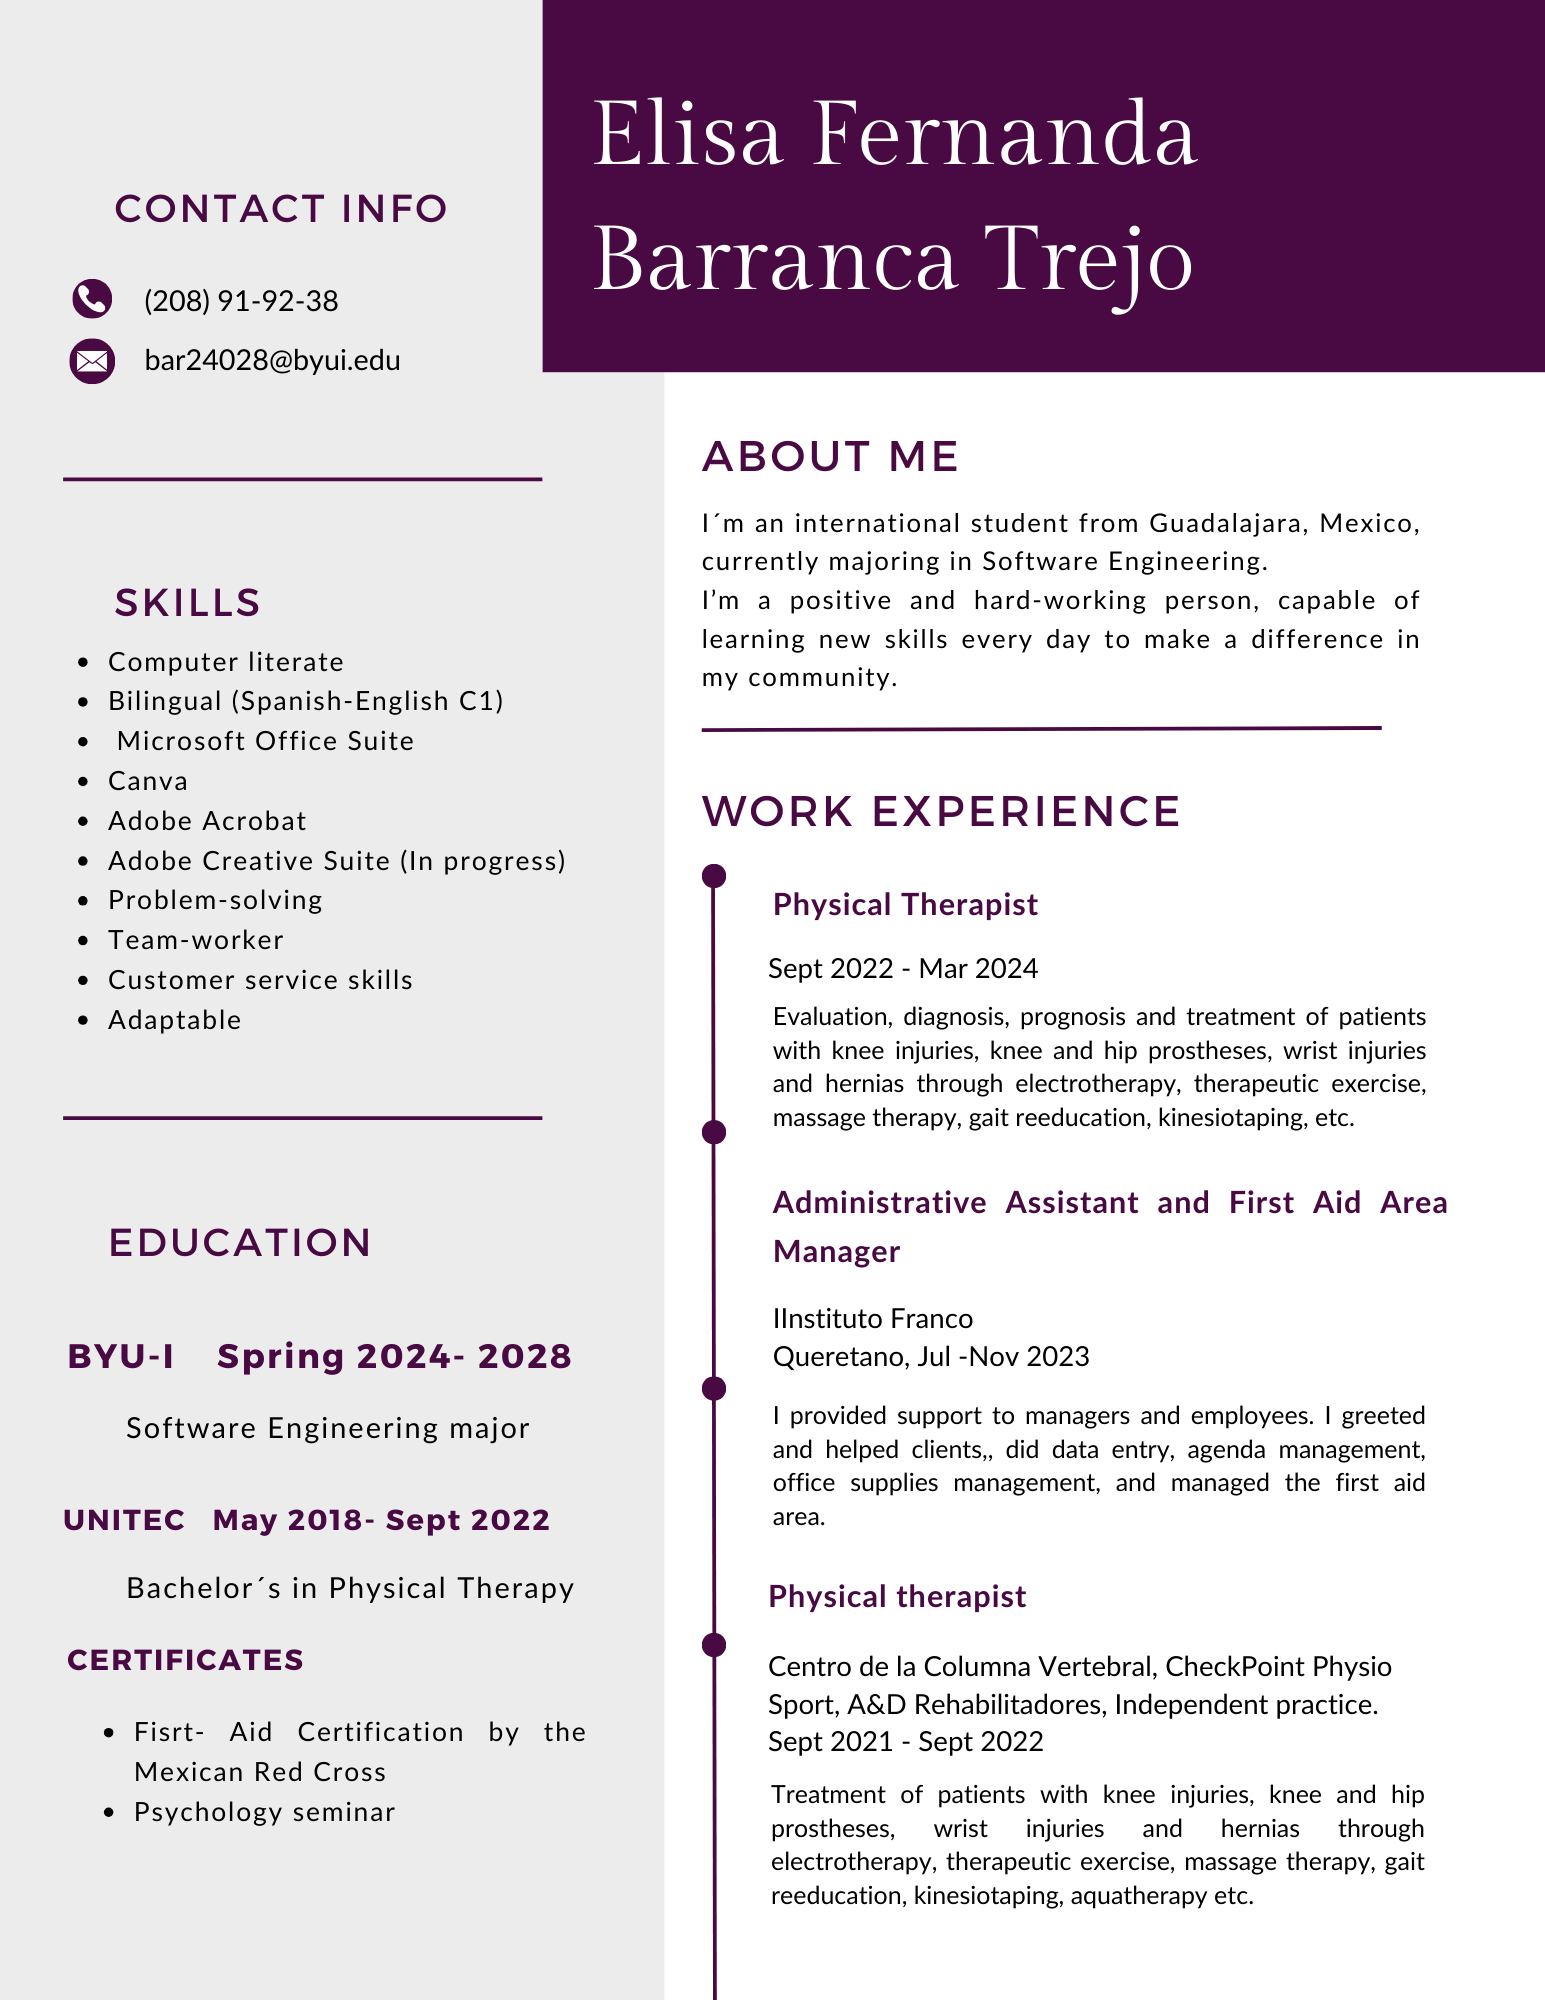 Elisa Fernanda
Barranca Trejo
CONTACT INFO
(208) 91-92-38
bar24028@byui.edu
SKILLS
• Computer literate
• Bilingual (Spanish-English C1)
• Microsoft Office Suite
• Canva
• Adobe Acrobat
• Adobe Creative Suite (In progress)
• Problem-solving
• Team-worker
• Customer service skills
• Adaptable
EDUCATION
BYU-I Spring 2024- 2028
Software Engineering major
UNITEC May 2018- Sept 2022
Bachelor´s in Physical Therapy
CERTIFICATES
• Fisrt- Aid Certification by the
Mexican Red Cross
• Psychology seminar
ABOUT ME
I´m an international student from Guadalajara, Mexico,
currently majoring in Software Engineering.
I’m a positive and hard-working person, capable of
learning new skills every day to make a difference in
my community.
WORK EXPERIENCE
Physical Therapist
Sept 2022 - Mar 2024
Evaluation, diagnosis, prognosis and treatment of patients
with knee injuries, knee and hip prostheses, wrist injuries
and hernias through electrotherapy, therapeutic exercise,
massage therapy, gait reeducation, kinesiotaping, etc.
Administrative Assistant and First Aid Area
Manager
IInstituto Franco
Queretano, Jul -Nov 2023
I provided support to managers and employees. I greeted
and helped clients,, did data entry, agenda management,
office supplies management, and managed the first aid
area.
Physical therapist
Centro de la Columna Vertebral, CheckPoint Physio
Sport, A&D Rehabilitadores, Independent practice.
Sept 2021 - Sept 2022
Treatment of patients with knee injuries, knee and hip
prostheses, wrist injuries and hernias through
electrotherapy, therapeutic exercise, massage therapy, gait
reeducation, kinesiotaping, aquatherapy etc.